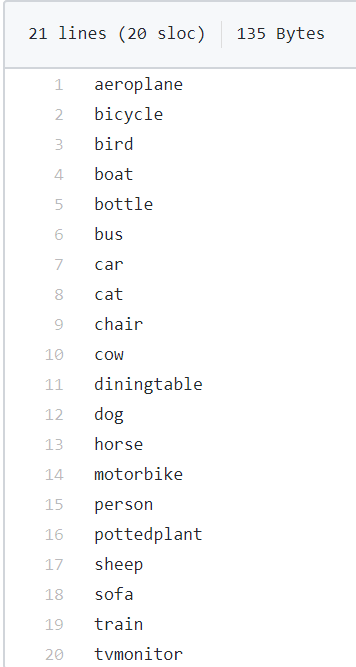 21 lines (20 sloc) 135 Bytes
1 aeroplane
2 bicycle
3 bird
4 boat
5 bottle
6 bus
7 car
8 cat
9 chair
10 cow
11 diningtable
12 dog
13 horse
14 motorbike
15 person
16 pottedplant
17 sheep
18 sofa
19 train
20 tvmonitor